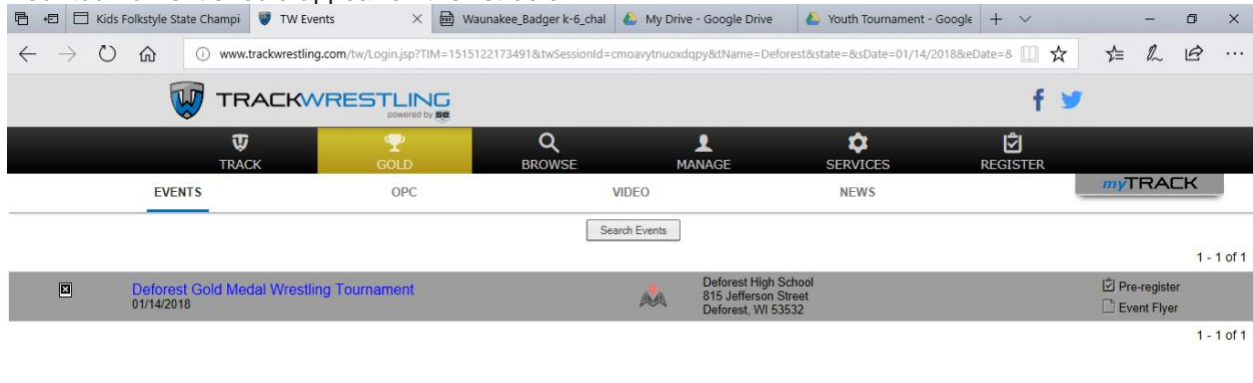 Kids Folkstyle State Champi
TW Events
Waunakee_Badger k-6_chal
My Drive - Google Drive
Youth Tournament - Google
www.trackwrestling.com/tw/Login.jsp?TIM=1515122173491&twSessionId=cmoavytnuoxdqpy&tName=Deforest&state=&sDate=01/14/2018&eDate=&
TRACKWRESTLING
powered by SE
TRACK
GOLD
BROWSE
MANAGE
SERVICES
REGISTER
EVENTS
OPC
VIDEO
NEWS
myTRACK
Search Events
1 - 1 of 1
Deforest Gold Medal Wrestling Tournament
01/14/2018
Deforest High School
815 Jefferson Street
Deforest, WI 53532
Pre-register
Event Flyer
1 - 1 of 1